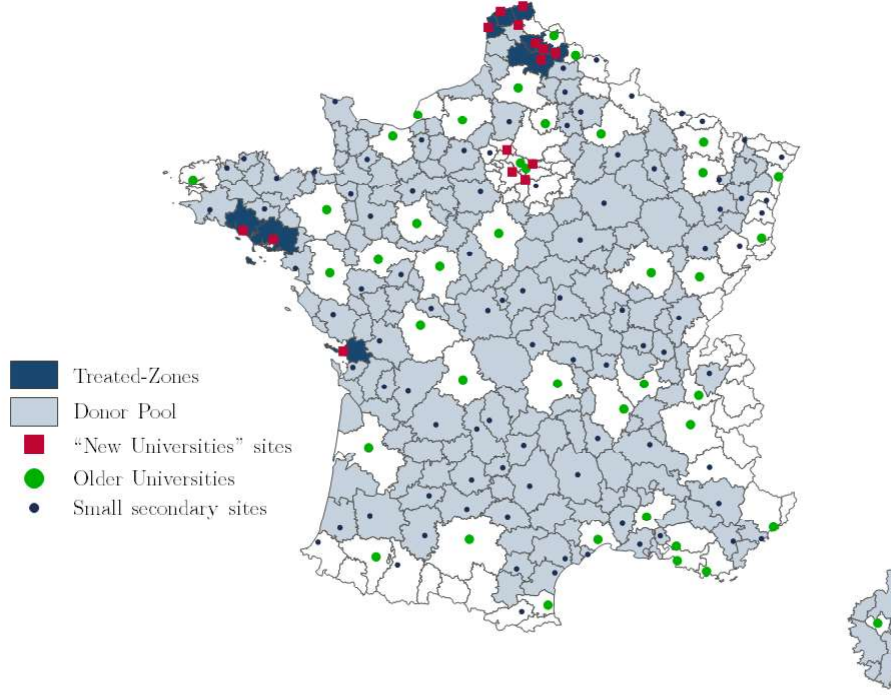 Treated-Zones
Donor Pool
“New Universities” sites
Older Universities
Small secondary sites